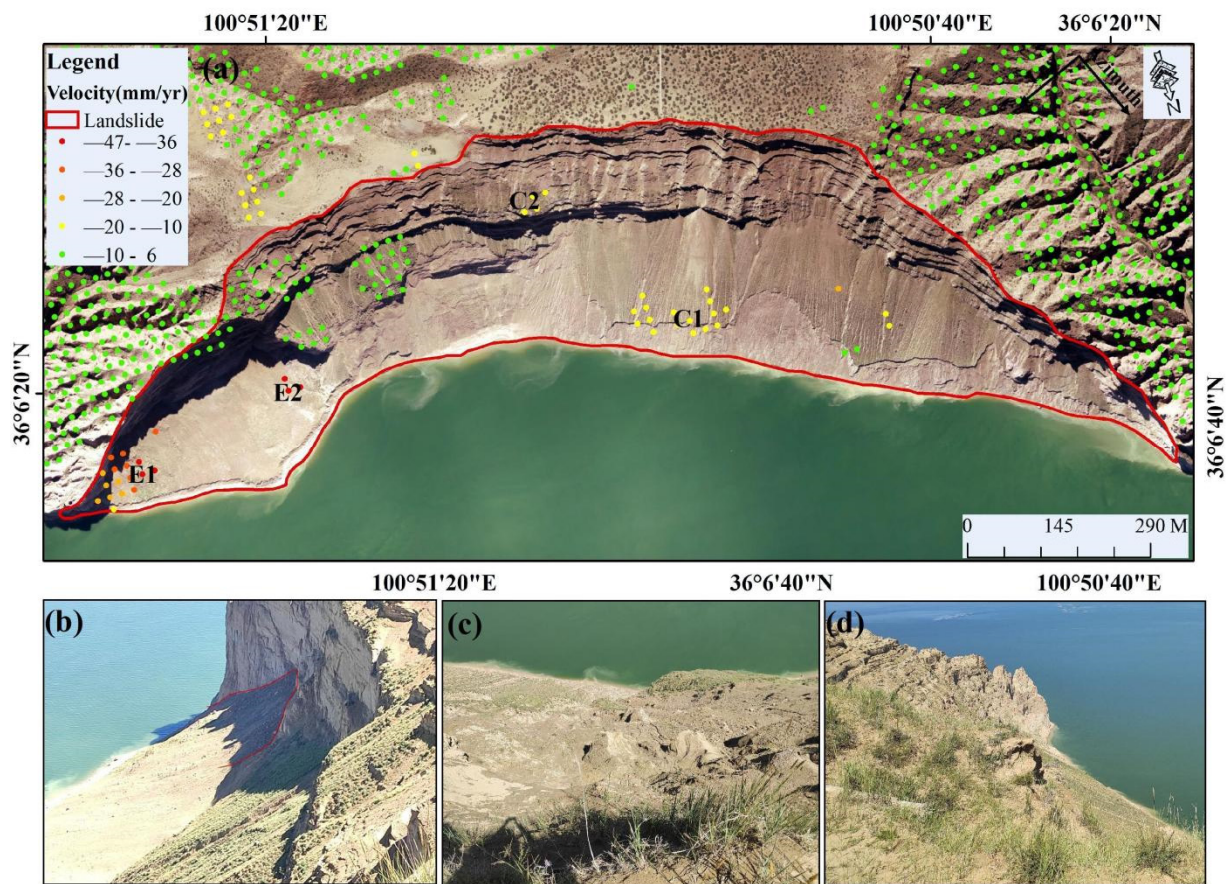 100°51'20"E
100°50'40"E
36°6'20"N
Legend
(a)
Velocity(mm/yr)
Landslide
—47- —36
—36 -—28
—28 - —20
—20 - —10
—10 - 6
Azimuth
N
C2
C1
E2
E1
36°6'20"N
36°6'40"N
0 145 290 M
100°51'20"E
36°6'40"N
100°50'40"E
(b)
(c)
(d)